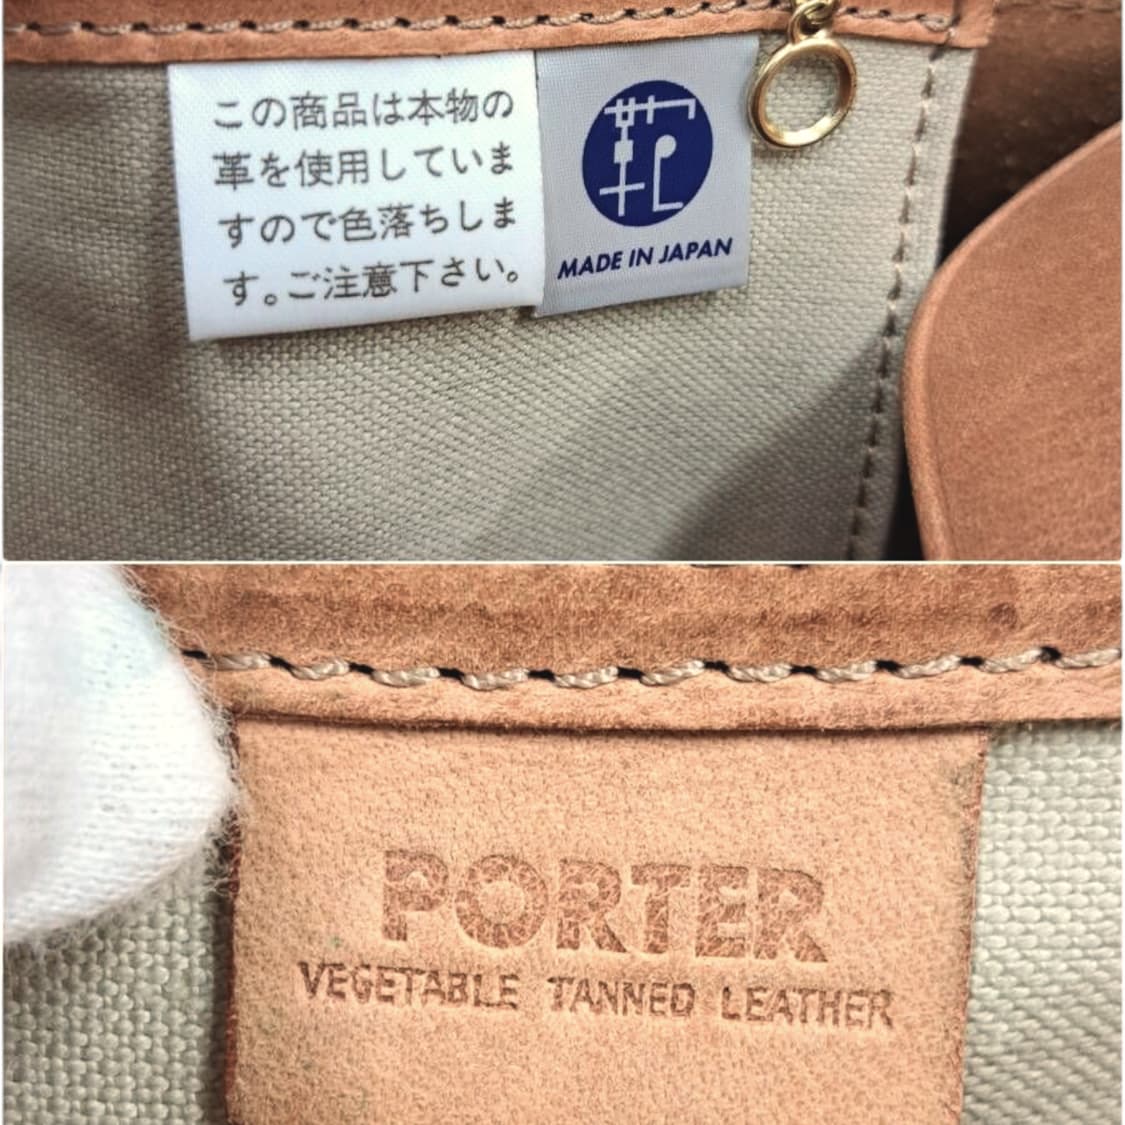 この商品は本物の
革を使用していま
すので色落ちしま
す。ご注意下さい。
MADE IN JAPAN
PORTER
VEGETABLE TANNED LEATHER